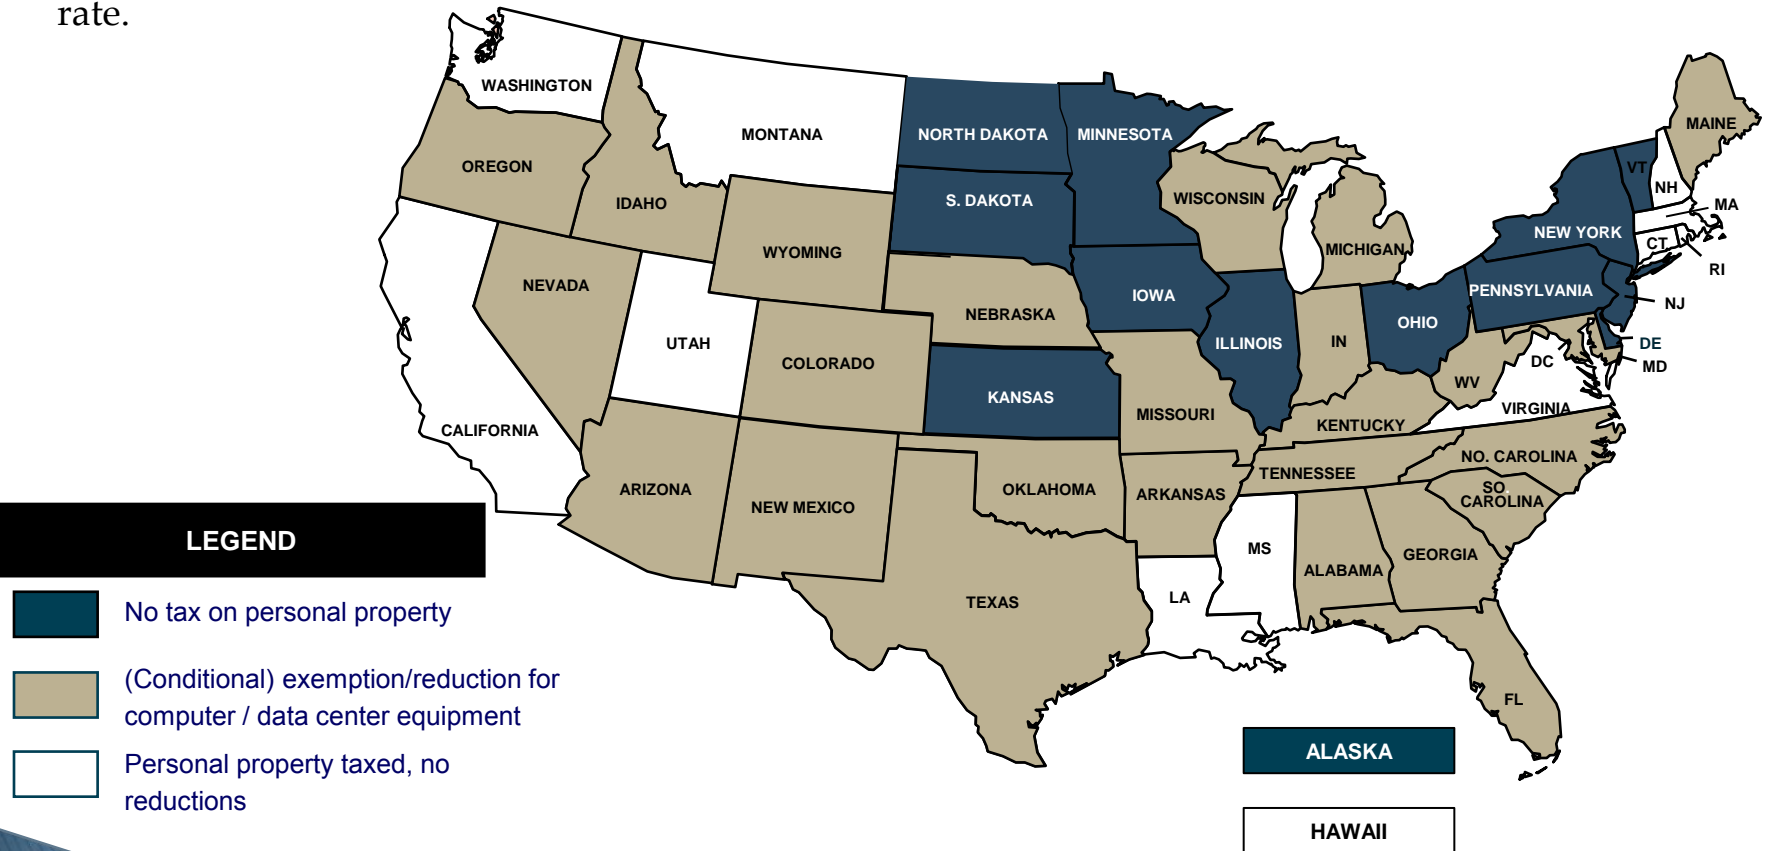 rate.
WASHINGTON
MONTANA
NORTH DAKOTA
MINNESOTA
MAINE
OREGON
IDAHO
S. DAKOTA
WISCONSIN
VT
NH
MA
WYOMING
MICHIGAN
NEW YORK
CT
RI
NEVADA
NEBRASKA
IOWA
PENNSYLVANIA
NJ
UTAH
COLORADO
ILLINOIS
IN
OHIO
DE
DC
MD
KANSAS
MISSOURI
WV
VIRGINIA
CALIFORNIA
KENTUCKY
ARIZONA
NEW MEXICO
OKLAHOMA
ARKANSAS
TENNESSEE
NO. CAROLINA
SO.
CAROLINA
MS
ALABAMA
GEORGIA
TEXAS
LA
FL
LEGEND
No tax on personal property
(Conditional) exemption/reduction for
computer / data center equipment
Personal property taxed, no
reductions
ALASKA
HAWAII